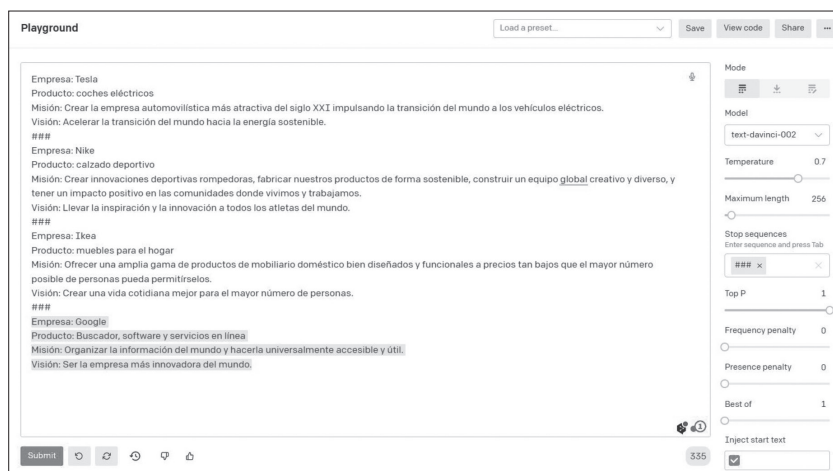 Playground
Load a preset...
Save
View code
Share
...
Empresa: Tesla
Producto: coches eléctricos
Misión: Crear la empresa automovilística más atractiva del siglo XXI impulsando la transición del mundo a los vehículos eléctricos.
Visión: Acelerar la transición del mundo hacia la energía sostenible.
###
Empresa: Nike
Producto: calzado deportivo
Misión: Crear innovaciones deportivas rompedoras, fabricar nuestros productos de forma sostenible, construir un equipo global creativo y diverso, y
tener un impacto positivo en las comunidades donde vivimos y trabajamos.
Visión: Llevar la inspiración y la innovación a todos los atletas del mundo.
###
Empresa: Ikea
Producto: muebles para el hogar
Misión: Ofrecer una amplia gama de productos de mobiliario doméstico bien diseñados y funcionales a precios tan bajos que el mayor número
posible de personas pueda permitírselos.
Visión: Crear una vida cotidiana mejor para el mayor número de personas.
###
Empresa: Google
Producto: Buscador, software y servicios en línea
Misión: Organizar la información del mundo y hacerla universalmente accesible y útil.
Visión: Ser la empresa más innovadora del mundo.
1
Submit
335
Mode
Model
text-davinci-002
Temperature 0.7
Maximum length 256
Stop sequences
Enter sequence and press Tab
### ×
Top P 1
Frequency penalty 0
Presence penalty 0
Best of 1
Inject start text